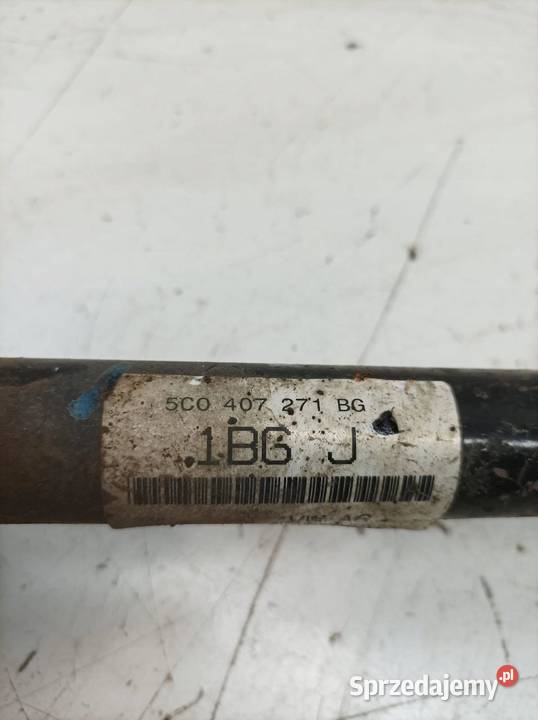 5C0 407 271 BG
1BG J
Sprzedajemy.pl